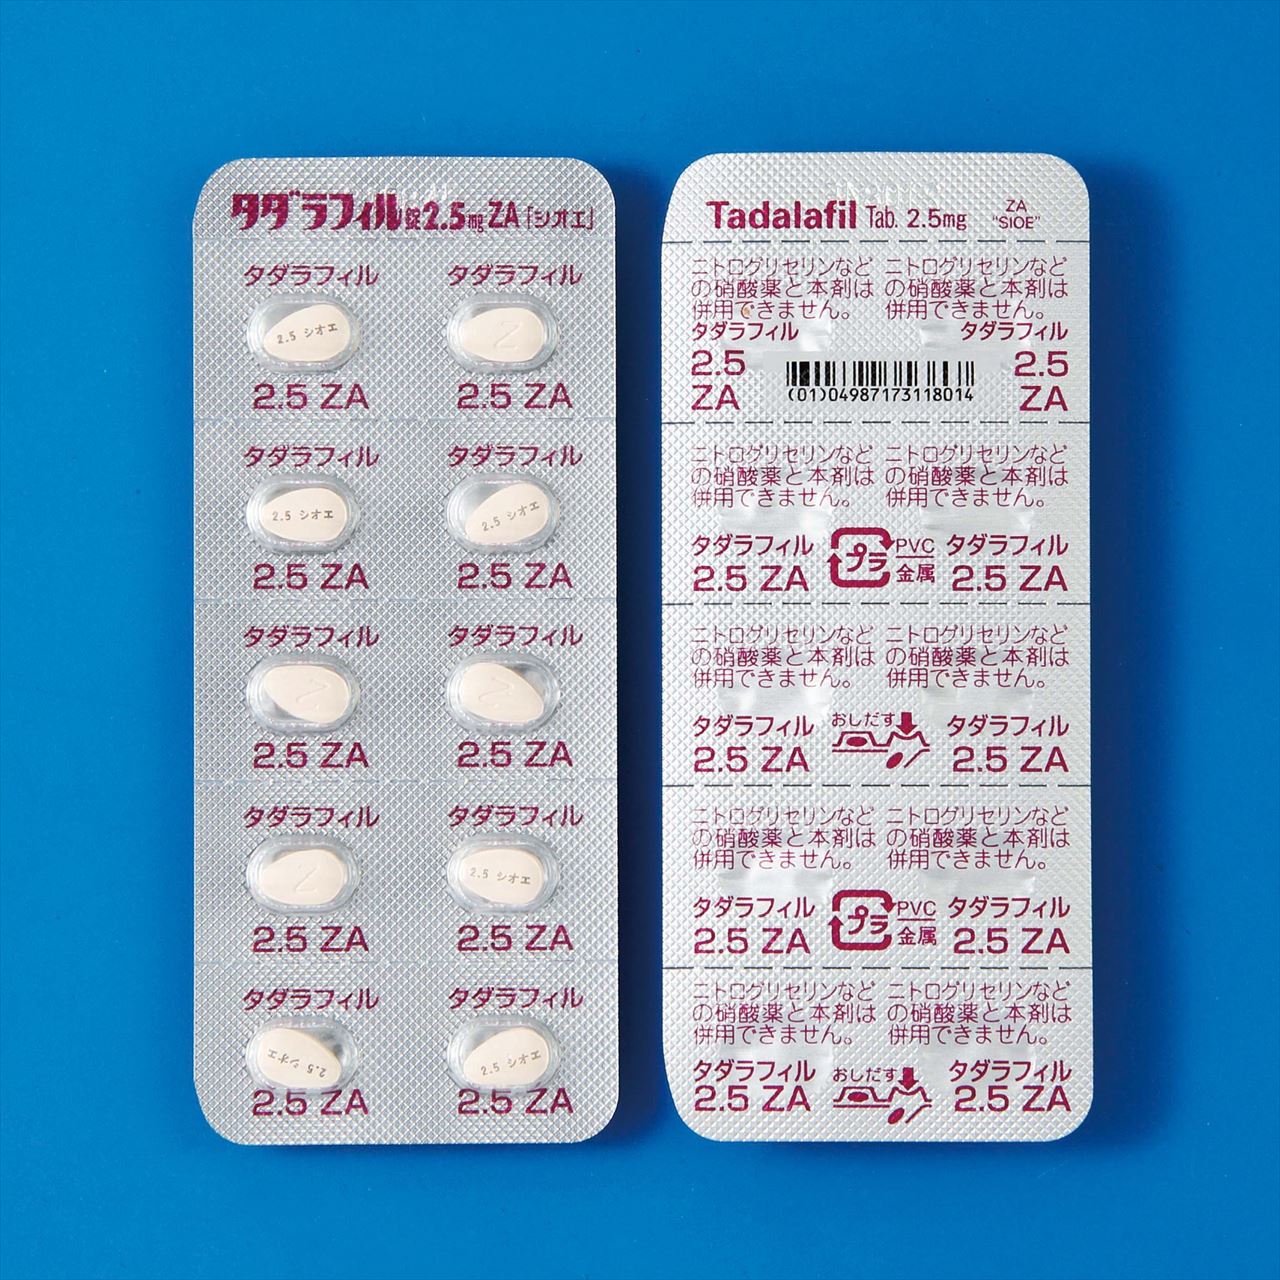 タダラフィル錠2.5mg ZA「シオエ」
タダラフィル タダラフィル
2.5 シオエ Z
2.5 ZA 2.5 ZA
タダラフィル タダラフィル
2.5 シオエ 2.5 シオエ
2.5 ZA 2.5 ZA
タダラフィル タダラフィル
Z Z
2.5 ZA 2.5 ZA
タダラフィル タダラフィル
Z 2.5 シオエ
2.5 ZA 2.5 ZA
タダラフィル タダラフィル
2.5 シオエ 2.5 シオエ
2.5 ZA 2.5 ZA
Tadalafil Tab. 2.5mg ZA "SIOE"
ニトログリセリンなど ニトログリセリンなど
の硝酸薬と本剤は の硝酸薬と本剤は
併用できません。 併用できません。
タダラフィル タダラフィル
2.5 2.5
ZA (01)04987173118014 ZA
ニトログリセリンなど ニトログリセリンなど
の硝酸薬と本剤は の硝酸薬と本剤は
併用できません。 併用できません。
タダラフィル プラ PVC タダラフィル
2.5 ZA 金属 2.5 ZA
ニトログリセリンなど ニトログリセリンなど
の硝酸薬と本剤は の硝酸薬と本剤は
併用できません。 併用できません。
タダラフィル おしだす タダラフィル
2.5 ZA 2.5 ZA
ニトログリセリンなど ニトログリセリンなど
の硝酸薬と本剤は の硝酸薬と本剤は
併用できません。 併用できません。
タダラフィル プラ PVC タダラフィル
2.5 ZA 金属 2.5 ZA
ニトログリセリンなど ニトログリセリンなど
の硝酸薬と本剤は の硝酸薬と本剤は
併用できません。 併用できません。
タダラフィル おしだす タダラフィル
2.5 ZA 2.5 ZA